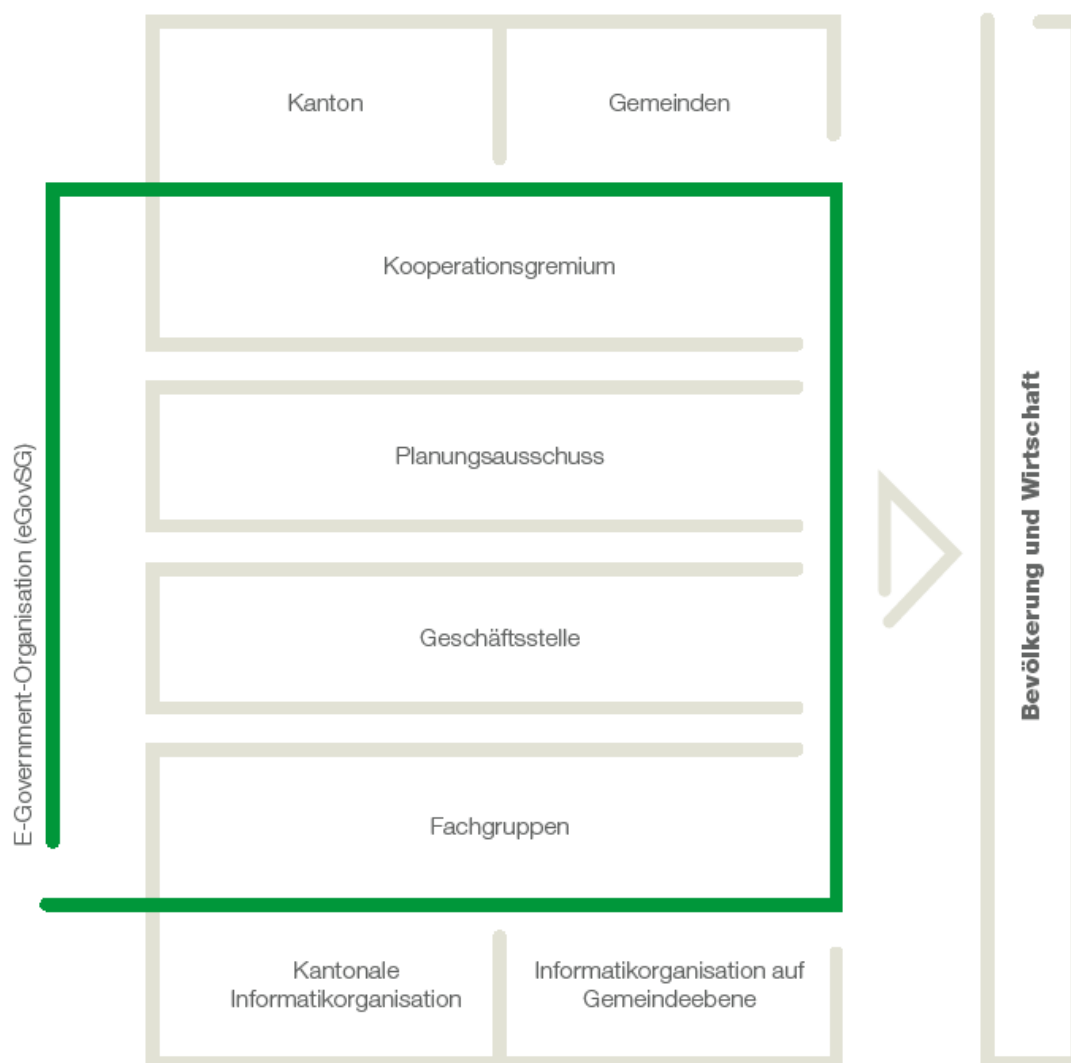 Kanton
Gemeinden
Kooperationsgremium
Planungsausschuss
Geschäftsstelle
Fachgruppen
Kantonale
Informatikorganisation
Informatikorganisation auf
Gemeindeebene
E-Government-Organisation (eGovSG)
Bevölkerung und Wirtschaft